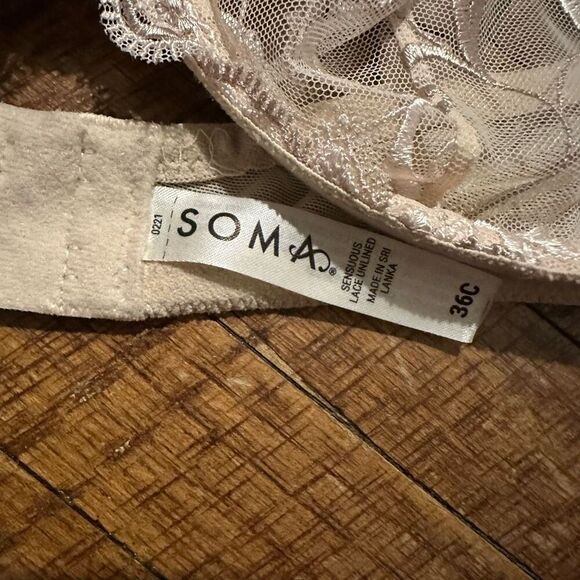 0221
SOMA®
SENSUOUS
LACE UNLINED
MADE IN SRI
LANKA
36C